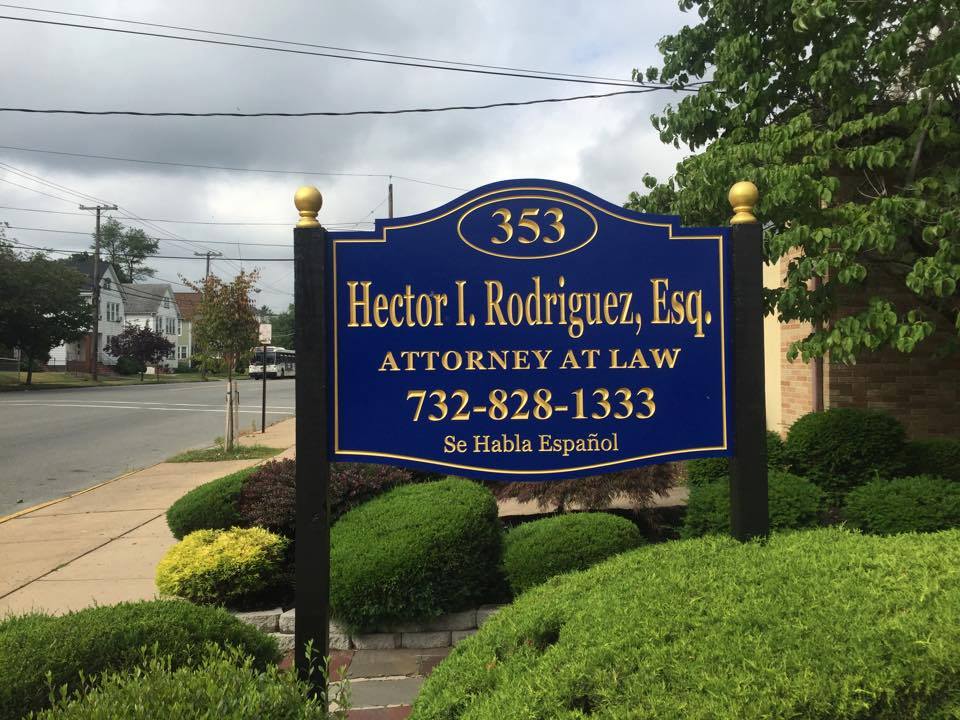 353
Hector I. Rodriguez, Esq.
ATTORNEY AT LAW
732-828-1333
Se Habla Español